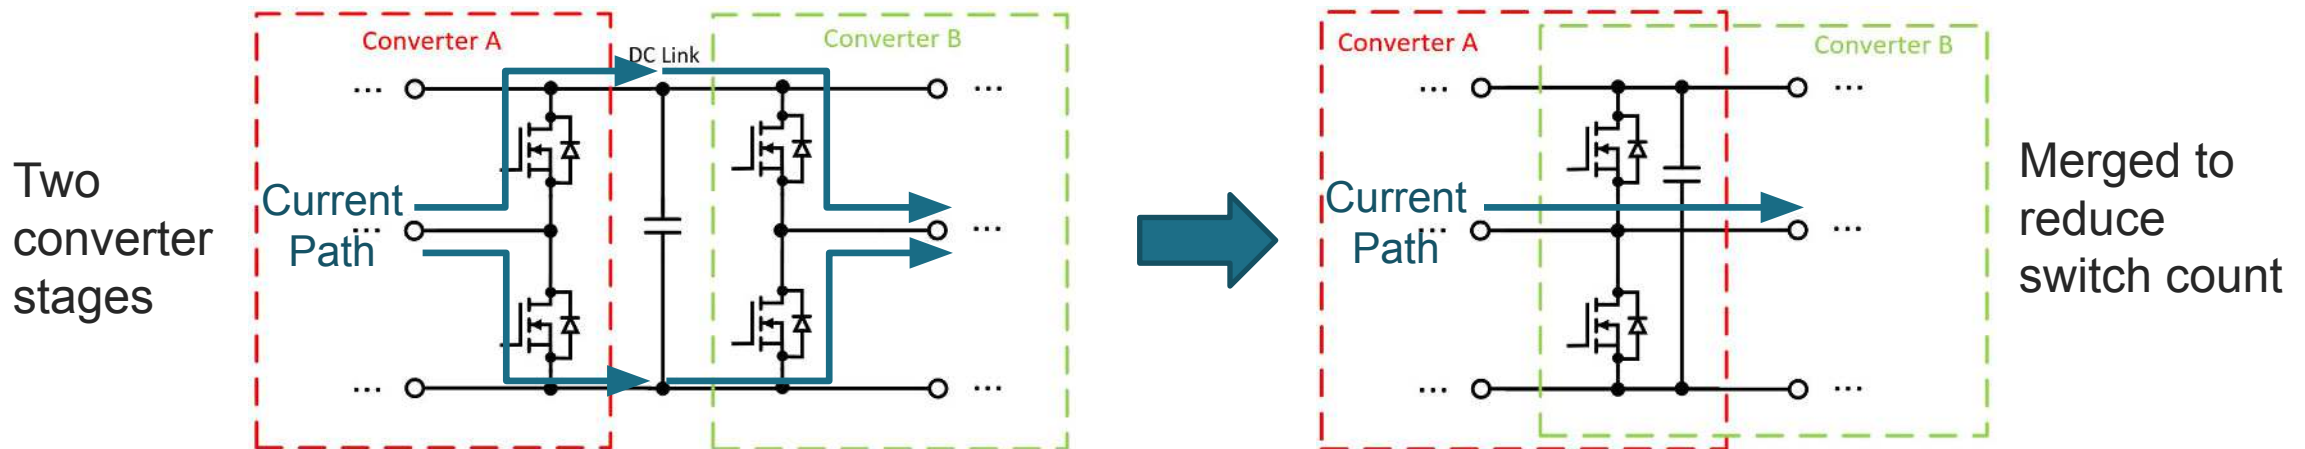 Two
converter
stages
Converter A
DC Link
Converter B
...
...
Current
Path
...
...
...
...
Converter A
Converter B
...
...
Current
Path
...
...
...
...
Merged to
reduce
switch count